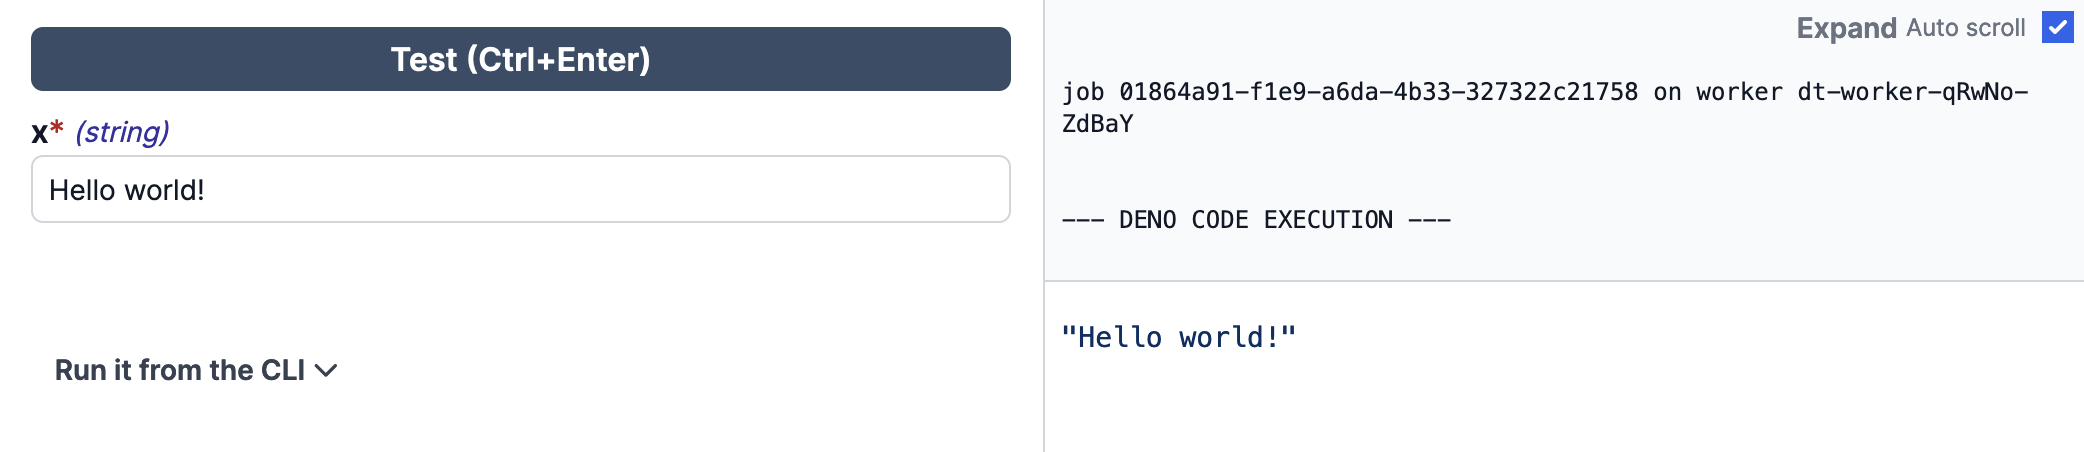 Test (Ctrl+Enter)
x* (string)
Hello world!
Run it from the CLI
Expand Auto scroll
job 01864a91-f1e9-a6da-4b33-327322c21758 on worker dt-worker-qRwNo-
ZdBaY
--- DENO CODE EXECUTION ---
"Hello world!"